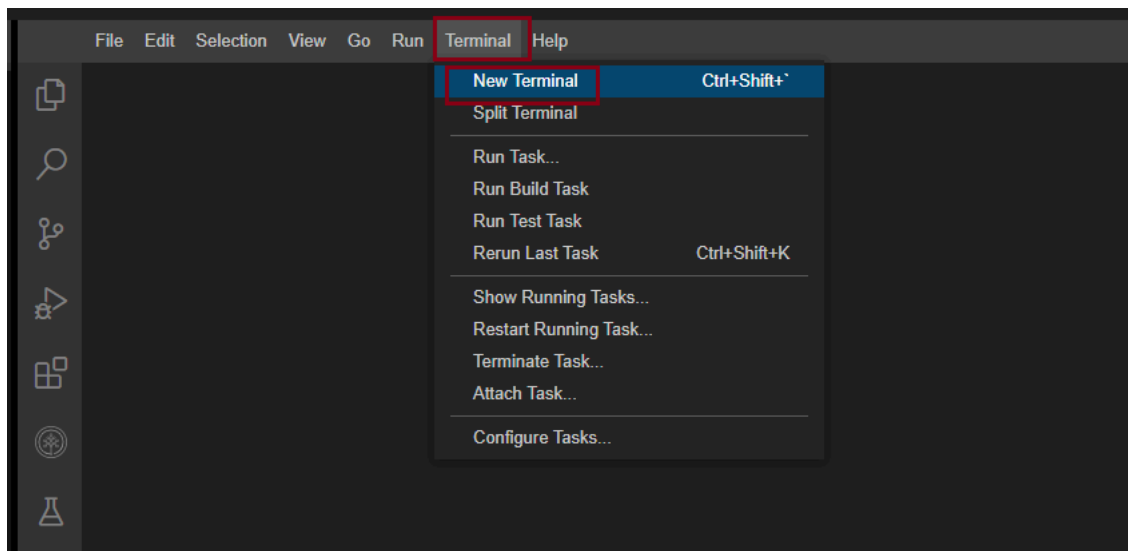 File Edit Selection View Go Run Terminal Help
New Terminal Ctrl+Shift+`
Split Terminal
Run Task...
Run Build Task
Run Test Task
Rerun Last Task Ctrl+Shift+K
Show Running Tasks...
Restart Running Task...
Terminate Task...
Attach Task...
Configure Tasks...